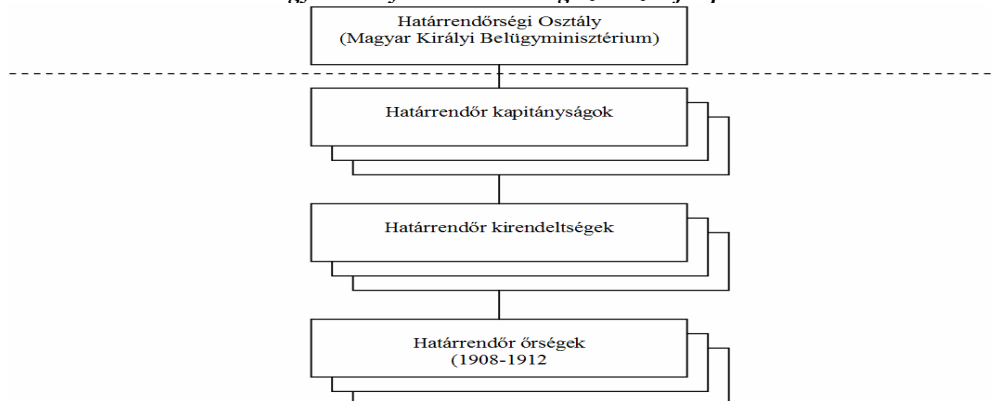 Határrendőrségi Osztály
(Magyar Királyi Belügyminisztérium)
Határrendőr kapitányságok
Határrendőr kirendeltségek
Határrendőr őrségek
(1908-1912